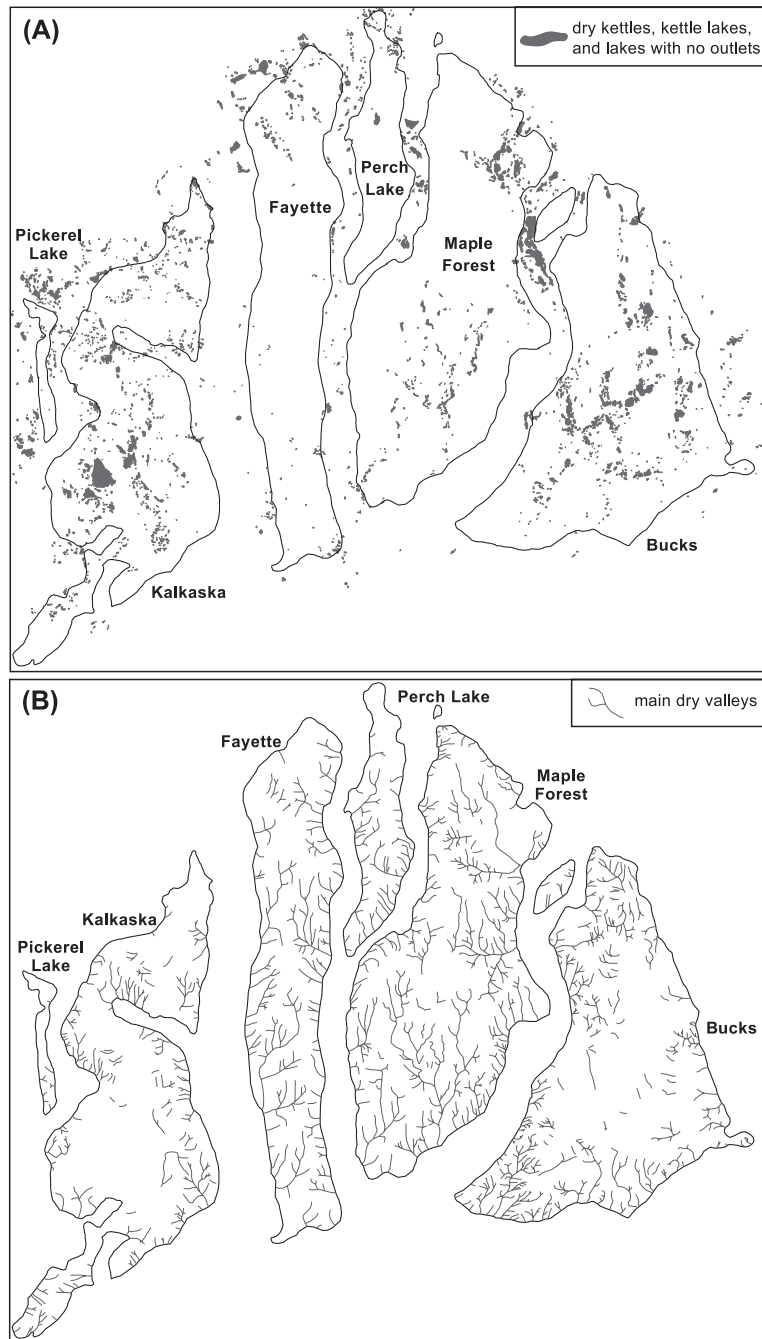 (A)
dry kettles, kettle lakes,
and lakes with no outlets
Perch
Lake
Fayette
Pickerel
Lake
Maple
Forest
Bucks
Kalkaska
(B)
Perch Lake
main dry valleys
Fayette
Maple
Forest
Kalkaska
Pickerel
Lake
Bucks